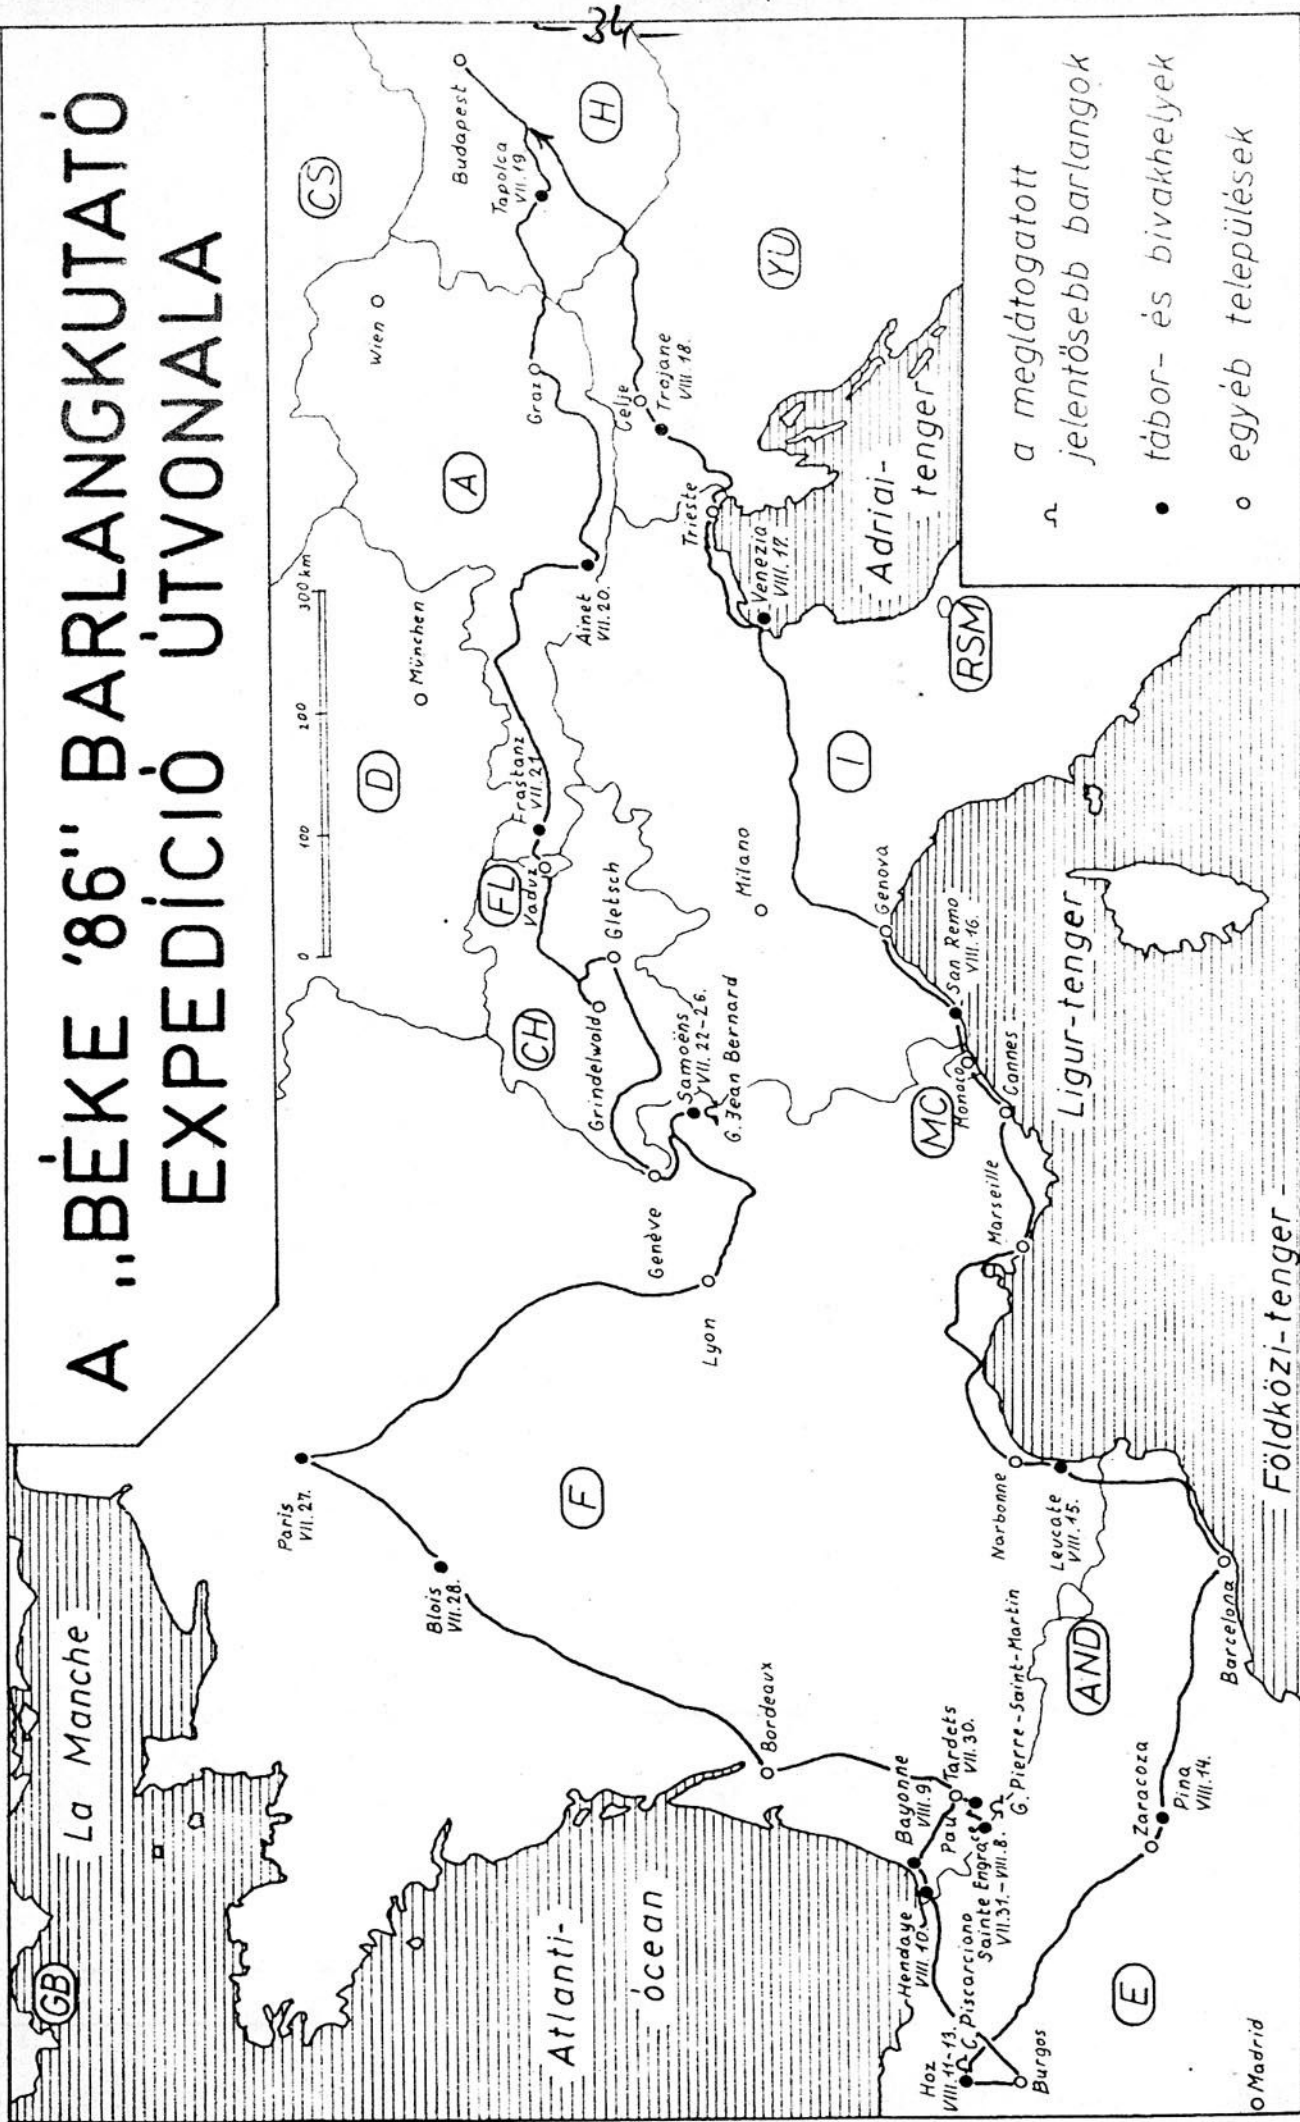 —34—
A „BÉKE '86" BARLANGKUTATÓ
EXPEDÍCIÓ ÚTVONALA
GB
La Manche
Atlanti-
ócean
Paris
VII.27.
Blois
VII.28.
Bordeaux
F
Lyon
Genève
0 100 200 300 km
D
München
CS
Wien
Budapest
Tapolca
VII.19.
H
Graz
A
Ainet
VII.20.
Frastanz
VII.21.
FL
Vaduz
Gletsch
CH
Grindelwald
Samoëns
VII.22-26.
G. Jean Bernard
Milano
Celje
Trojane
VIII.18.
YU
Trieste
Venezia
VIII.17.
Adriai-
tenger
I
RSM
Genova
San Remo
VIII.16.
MC
Monaco
Cannes
Marseille
Ligur-tenger
Földközi-tenger
Narbonne
Leucate
VIII.15.
AND
Barcelona
Bayonne
VIII.9.
Pau
Tardets
VII.30.
G. Pierre-Saint-Martin
Sainte Engrace
VII.31.-VIII.8.
Hendaye
VIII.10.
Hoz
VIII.11-13.
C. Piscarciano
Burgos
Zaracoza
Pina
VIII.14.
E
Madrid
a meglátogatott
jelentősebb barlangok
tábor- és bivakhelyek
egyéb települések